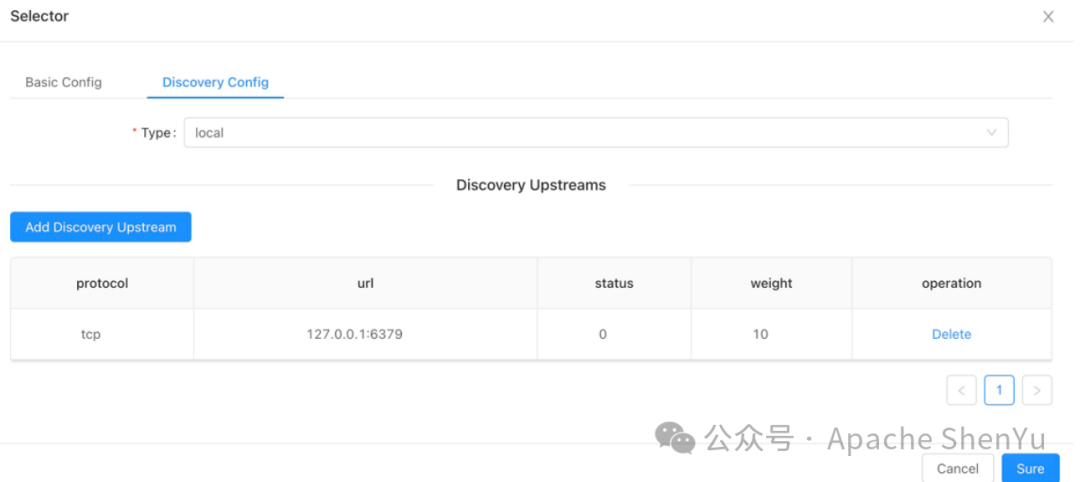 Selector
Basic Config Discovery Config
* Type: local
Discovery Upstreams
Add Discovery Upstream
protocol url status weight operation
tcp 127.0.0.1:6379 0 10 Delete
< 1 >
公众号 · Apache ShenYu
Cancel Sure